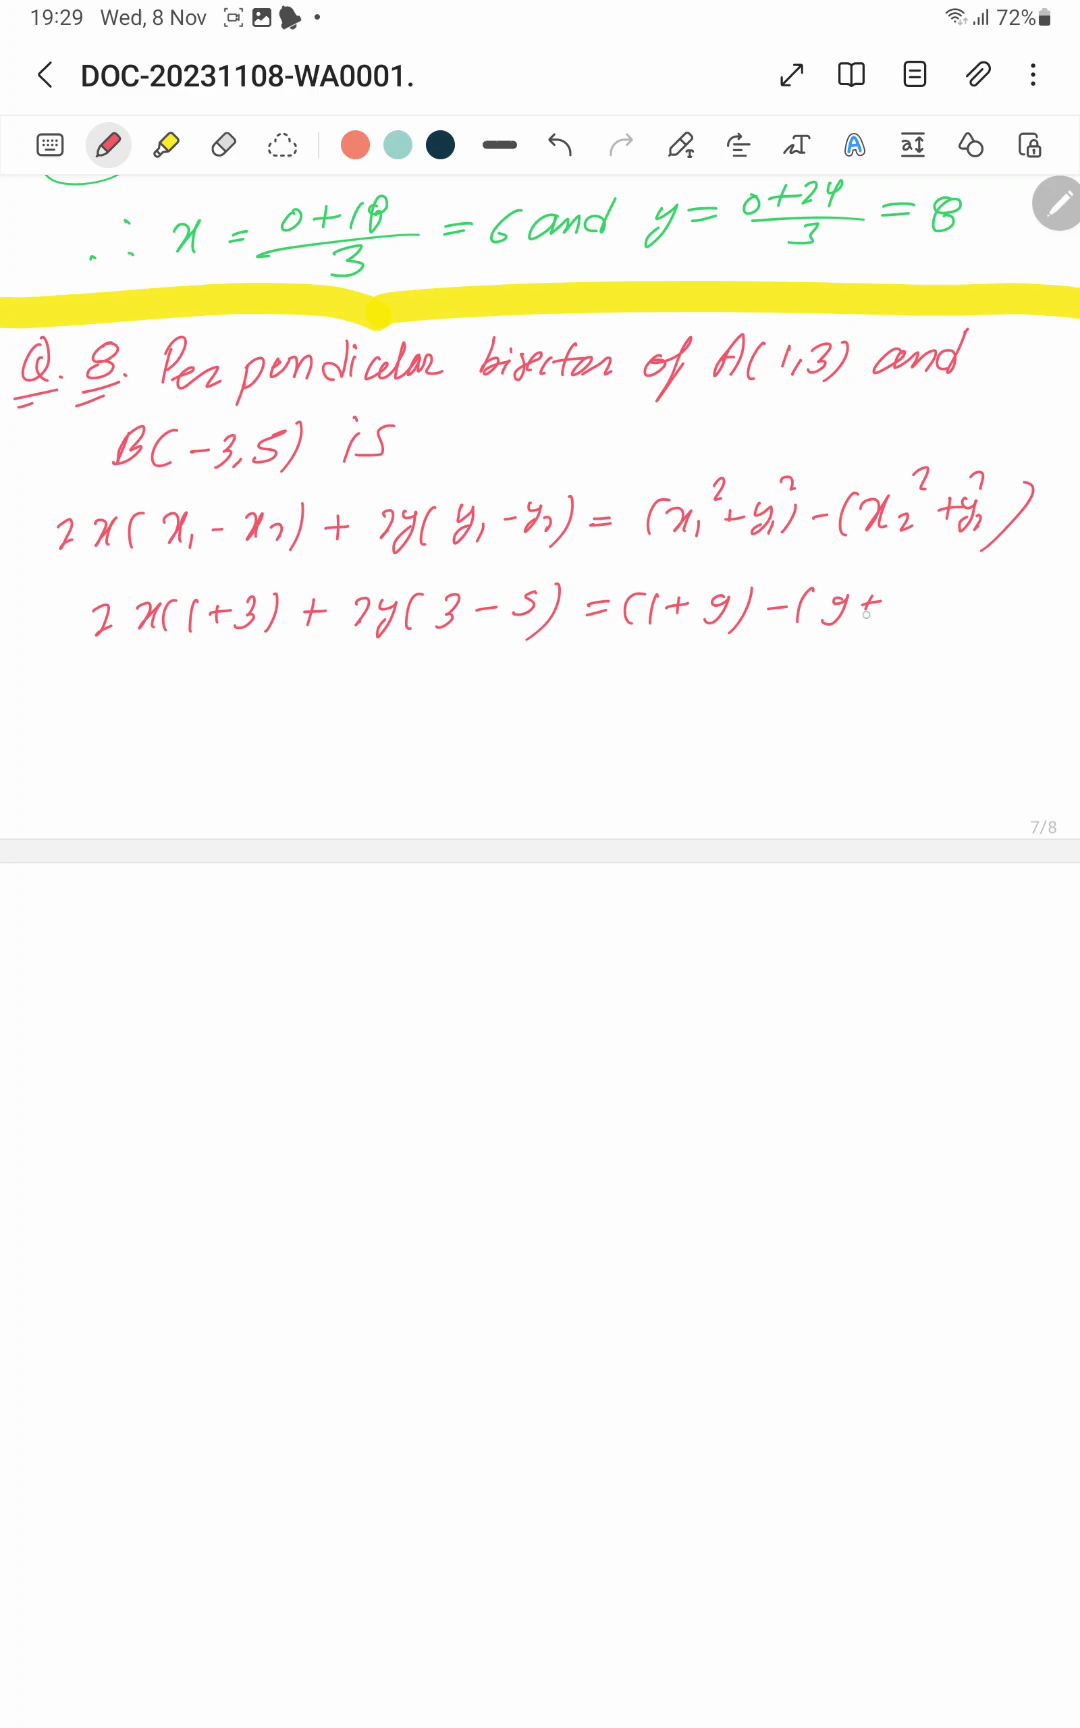 19:29 Wed, 8 Nov 72%
DOC-20231108-WA0001.
∴ x = (0+18)/3 = 6 and y = (0+24)/3 = 8
Q. 8. Perpendicular bisector of A(1,3) and
B(-3,5) is
2x(x₁ - x₂) + 2y(y₁ - y₂) = (x₁² + y₁²) - (x₂² + y₂²)
2x(1+3) + 2y(3-5) = (1+9) - (9+
7/8